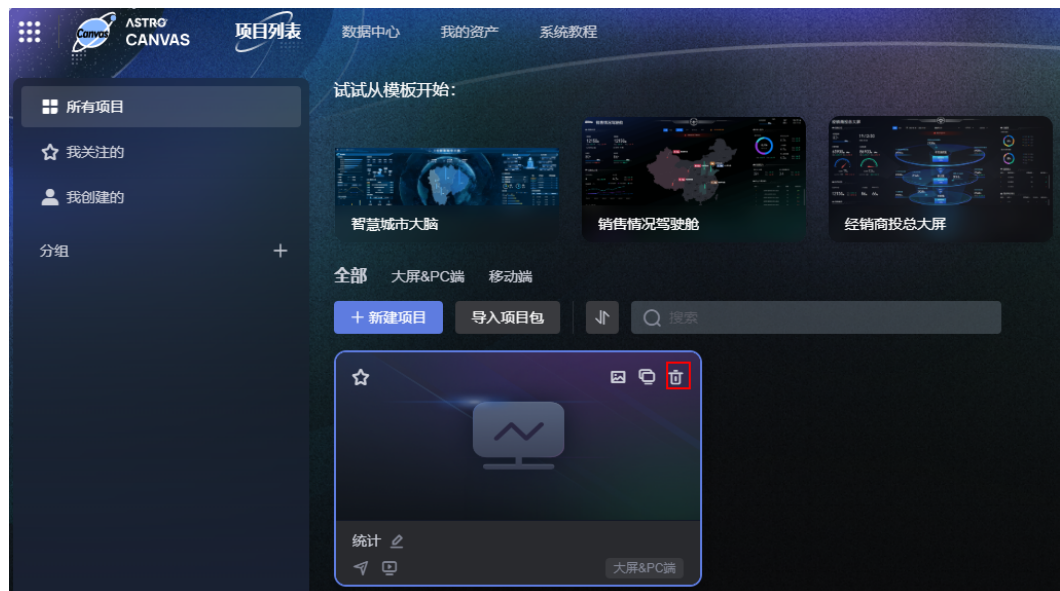 Canvas
ASTRO
CANVAS
项目列表
数据中心
我的资产
系统教程
所有项目
我关注的
我创建的
分组
试试从模板开始：
智慧城市大脑
销售情况驾驶舱
经销商投总大屏
全部
大屏&PC端
移动端
新建项目
导入项目包
搜索
统计
大屏&PC端